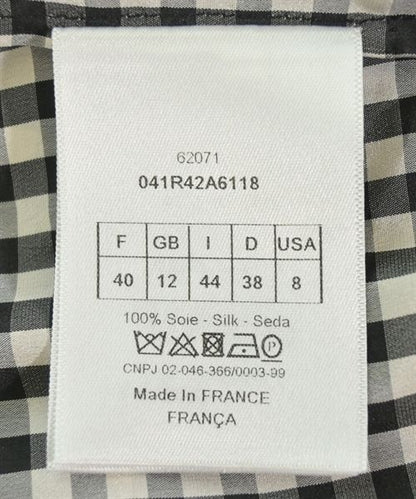 62071
041R42A6118
F GB I D USA
40 12 44 38 8
100% Soie - Silk - Seda
P
CNPJ 02-046-366/0003-99
Made In FRANCE
FRANÇA